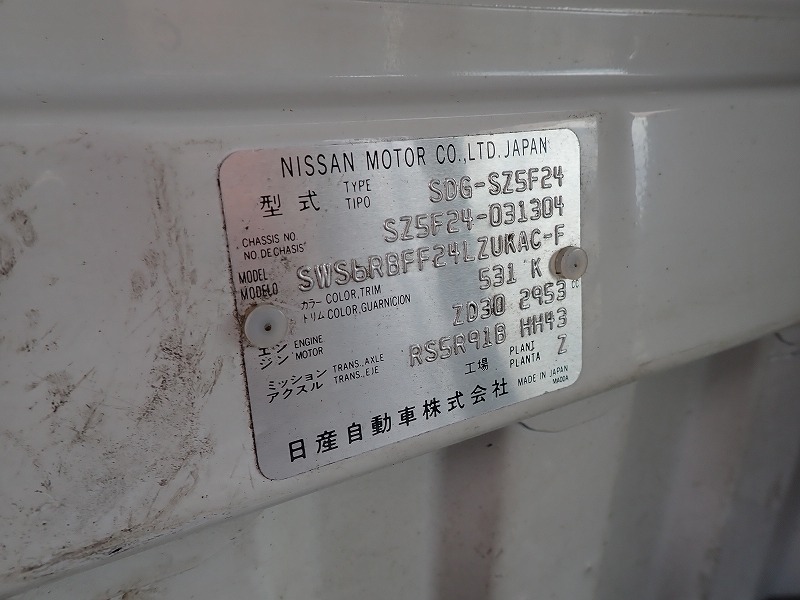 NISSAN MOTOR CO.,LTD. JAPAN
型式 TYPE TIPO SDG-SZ5F24
CHASSIS NO. NO DE CHASIS SZ5F24-031304
MODEL MODELO SWS6RBFF24LZUKAC-F
カラー COLOR,TRIM トリム COLOR,GUARNICION 531 K
エンジン ENGINE MOTOR ZD30 2953 cc
ミッション アクスル TRANS.,AXLE TRANS.,EJE RS5R91B HH43
工場 PLANT PLANTA Z
MADE IN JAPAN
日産自動車株式会社